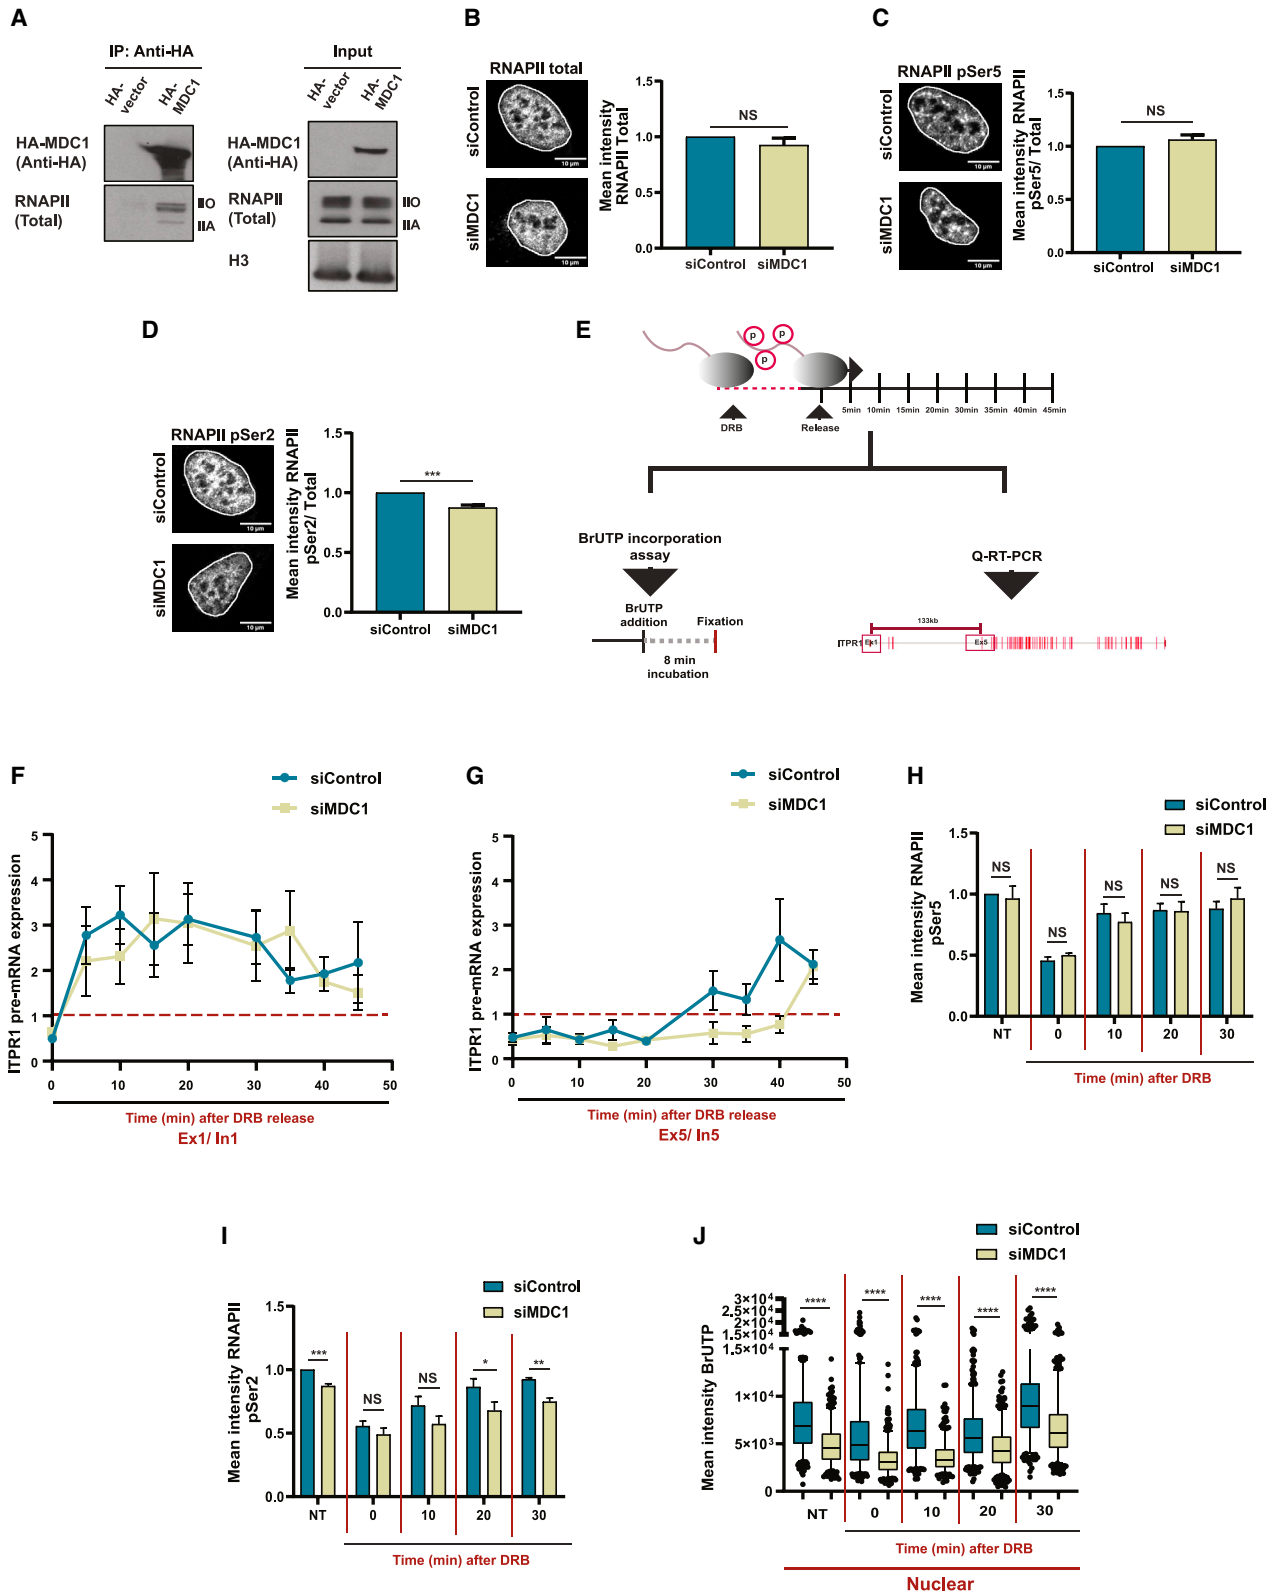 A
IP: Anti-HA
Input
HA-
vector
HA-
MDC1
HA-
vector
HA-
MDC1
HA-MDC1
(Anti-HA)
RNAPII
(Total)
IIO
IIA
HA-MDC1
(Anti-HA)
RNAPII
(Total)
IIO
IIA
H3
B
RNAPII total
siControl
siMDC1
10 µm
10 µm
Mean intensity
RNAPII Total
1.5
1.0
0.5
0.0
NS
siControl
siMDC1
C
RNAPII pSer5
siControl
siMDC1
10 µm
10 µm
Mean intensity RNAPII
pSer5/ Total
1.5
1.0
0.5
0.0
NS
siControl
siMDC1
D
RNAPII pSer2
siControl
siMDC1
10 µm
10 µm
Mean intensity RNAPII
pSer2/ Total
1.5
1.0
0.5
0.0
***
siControl
siMDC1
E
p
p
p
5min 10min 15min 20min 30min 35min 40min 45min
DRB
Release
BrUTP incorporation
assay
Q-RT-PCR
BrUTP
addition
Fixation
8 min
incubation
133kb
ITPR1
Ex1
Ex5
F
siControl
siMDC1
ITPR1 pre-mRNA expression
5
4
3
2
1
0
0 10 20 30 40 50
Time (min) after DRB release
Ex1/ In1
G
siControl
siMDC1
ITPR1 pre-mRNA expression
5
4
3
2
1
0
0 10 20 30 40 50
Time (min) after DRB release
Ex5/ In5
H
siControl
siMDC1
Mean intensity RNAPII
pSer5
1.5
1.0
0.5
0.0
NS NS NS NS NS
NT 0 10 20 30
Time (min) after DRB
I
siControl
siMDC1
Mean intensity RNAPII
pSer2
1.5
1.0
0.5
0.0
*** NS NS * **
NT 0 10 20 30
Time (min) after DRB
J
siControl
siMDC1
Mean intensity BrUTP
3×10⁴
2.5×10⁴
2×10⁴
1.5×10⁴
1.5×10⁴
1×10⁴
5×10³
0
**** **** **** **** ****
NT 0 10 20 30
Time (min) after DRB
Nuclear